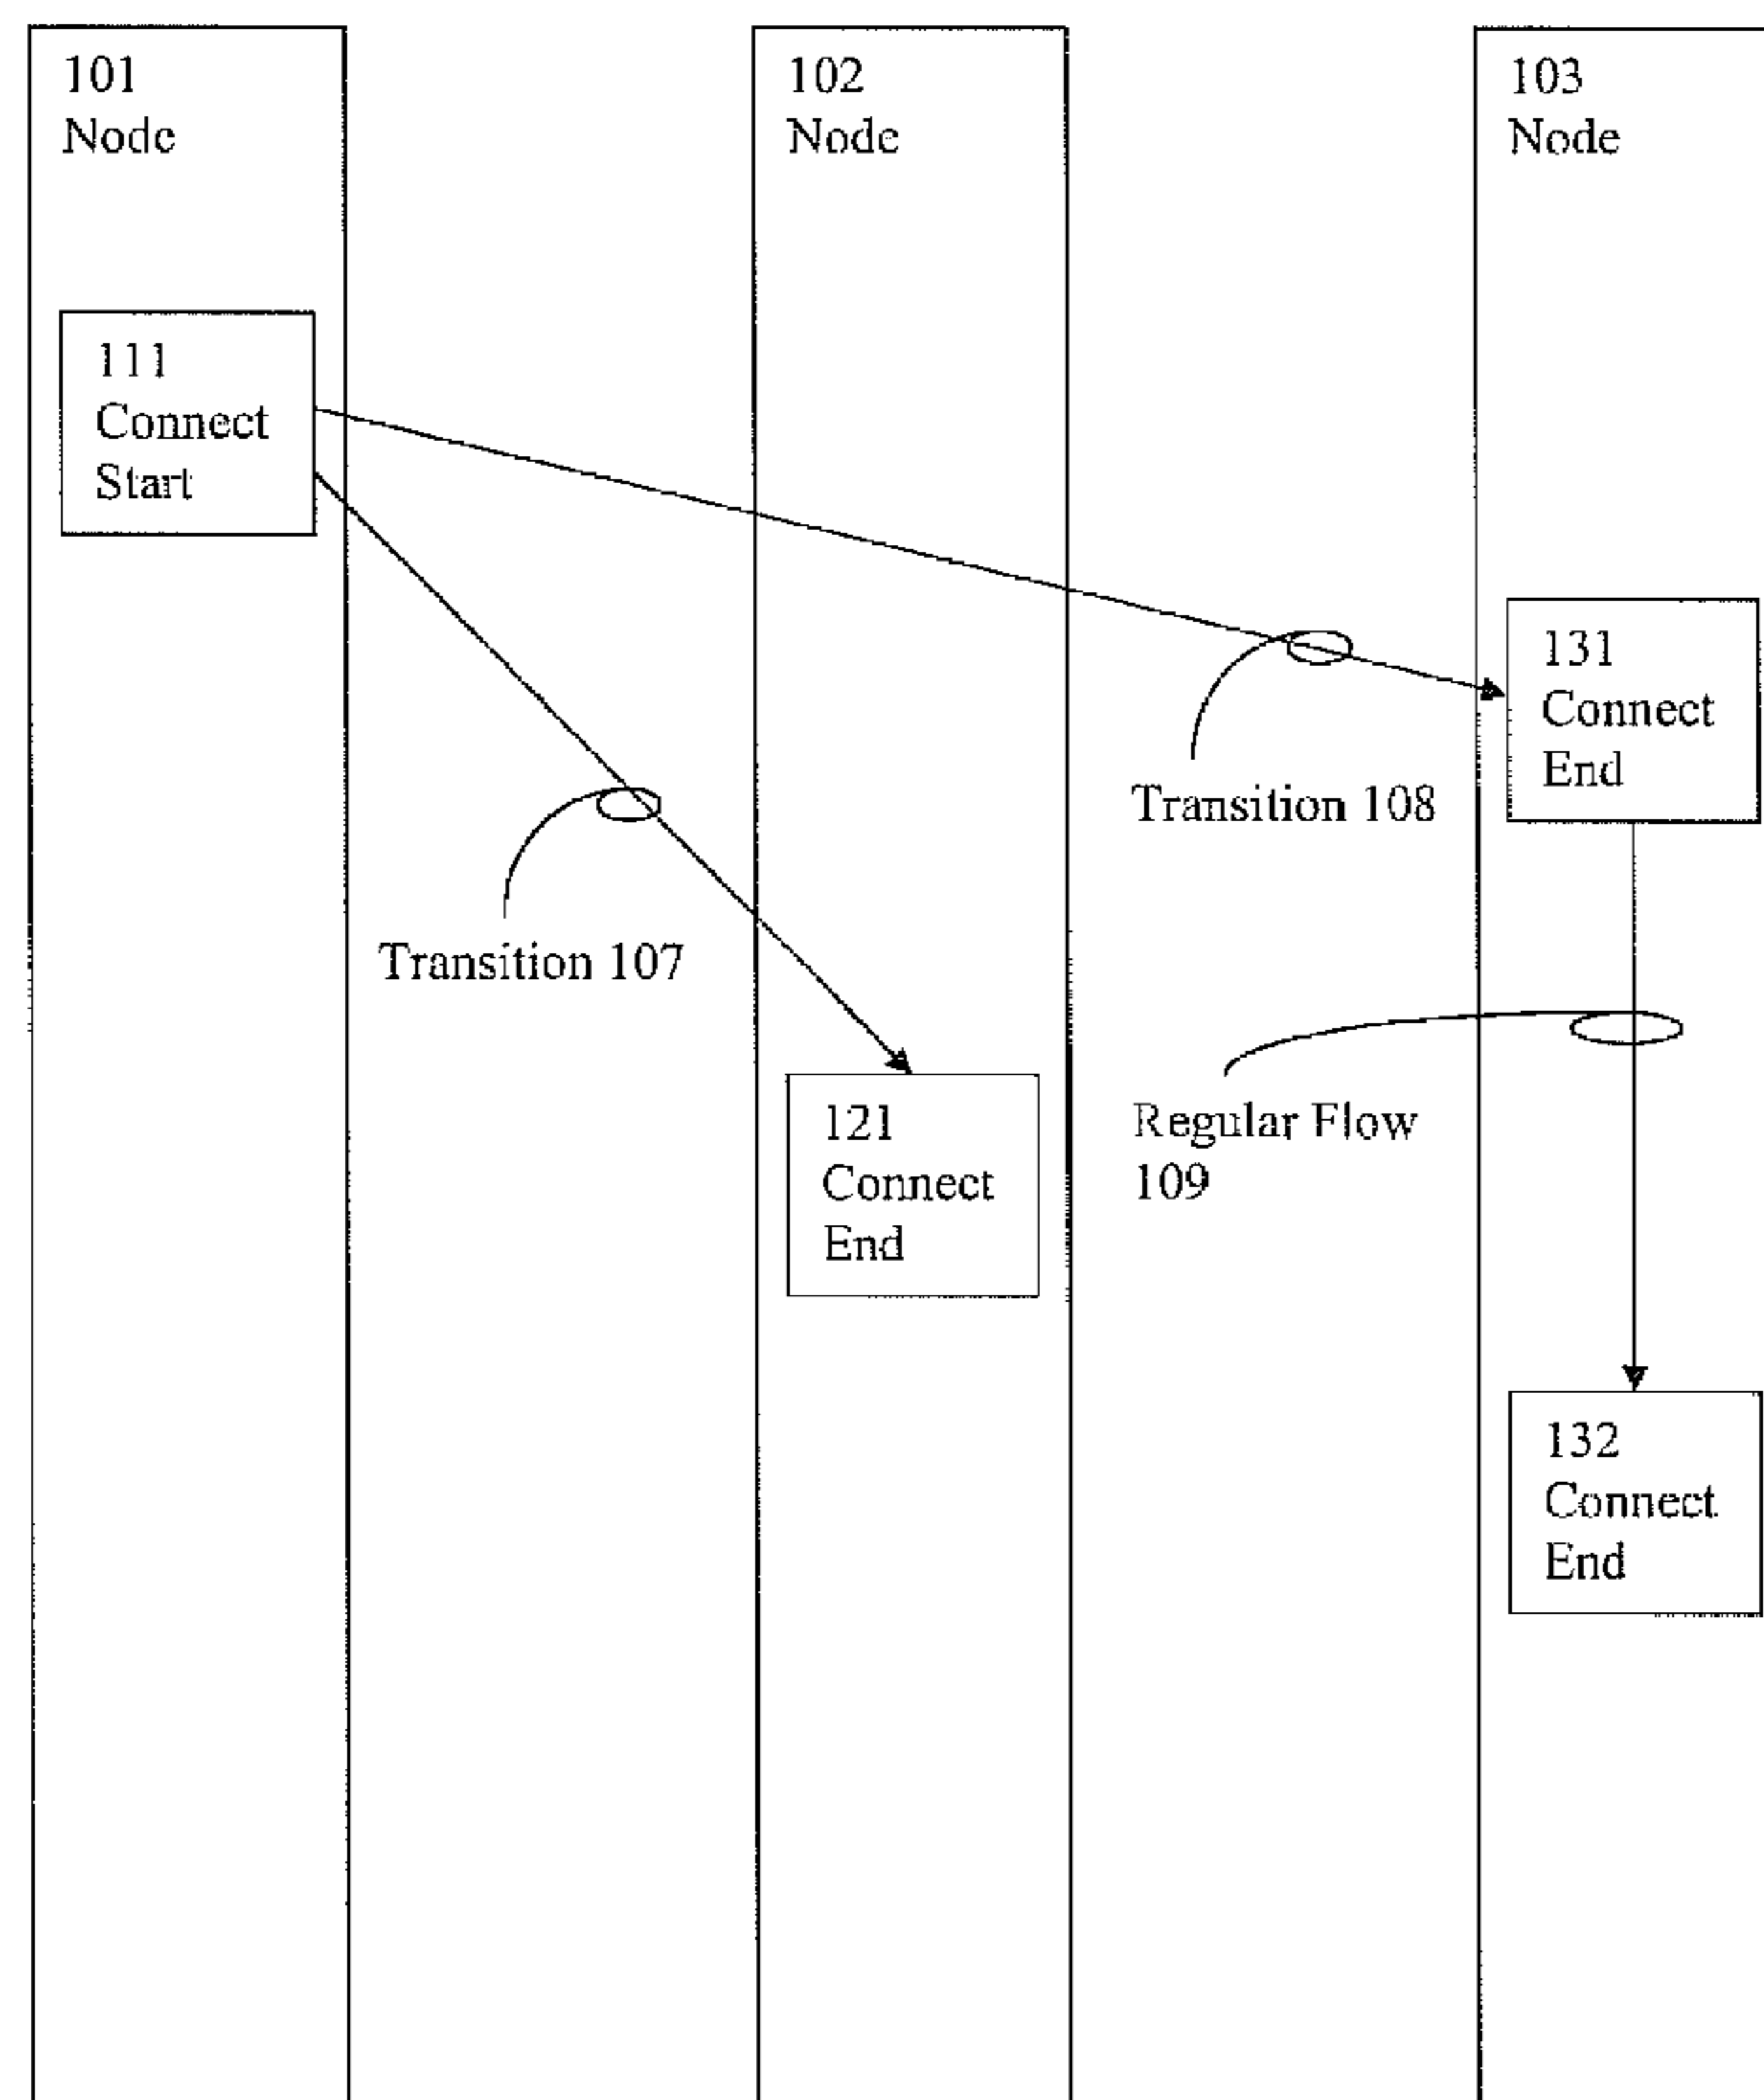 101
Node
102
Node
103
Node
111
Connect
Start
131
Connect
End
Transition 108
Transition 107
121
Connect
End
Regular Flow
109
132
Connect
End